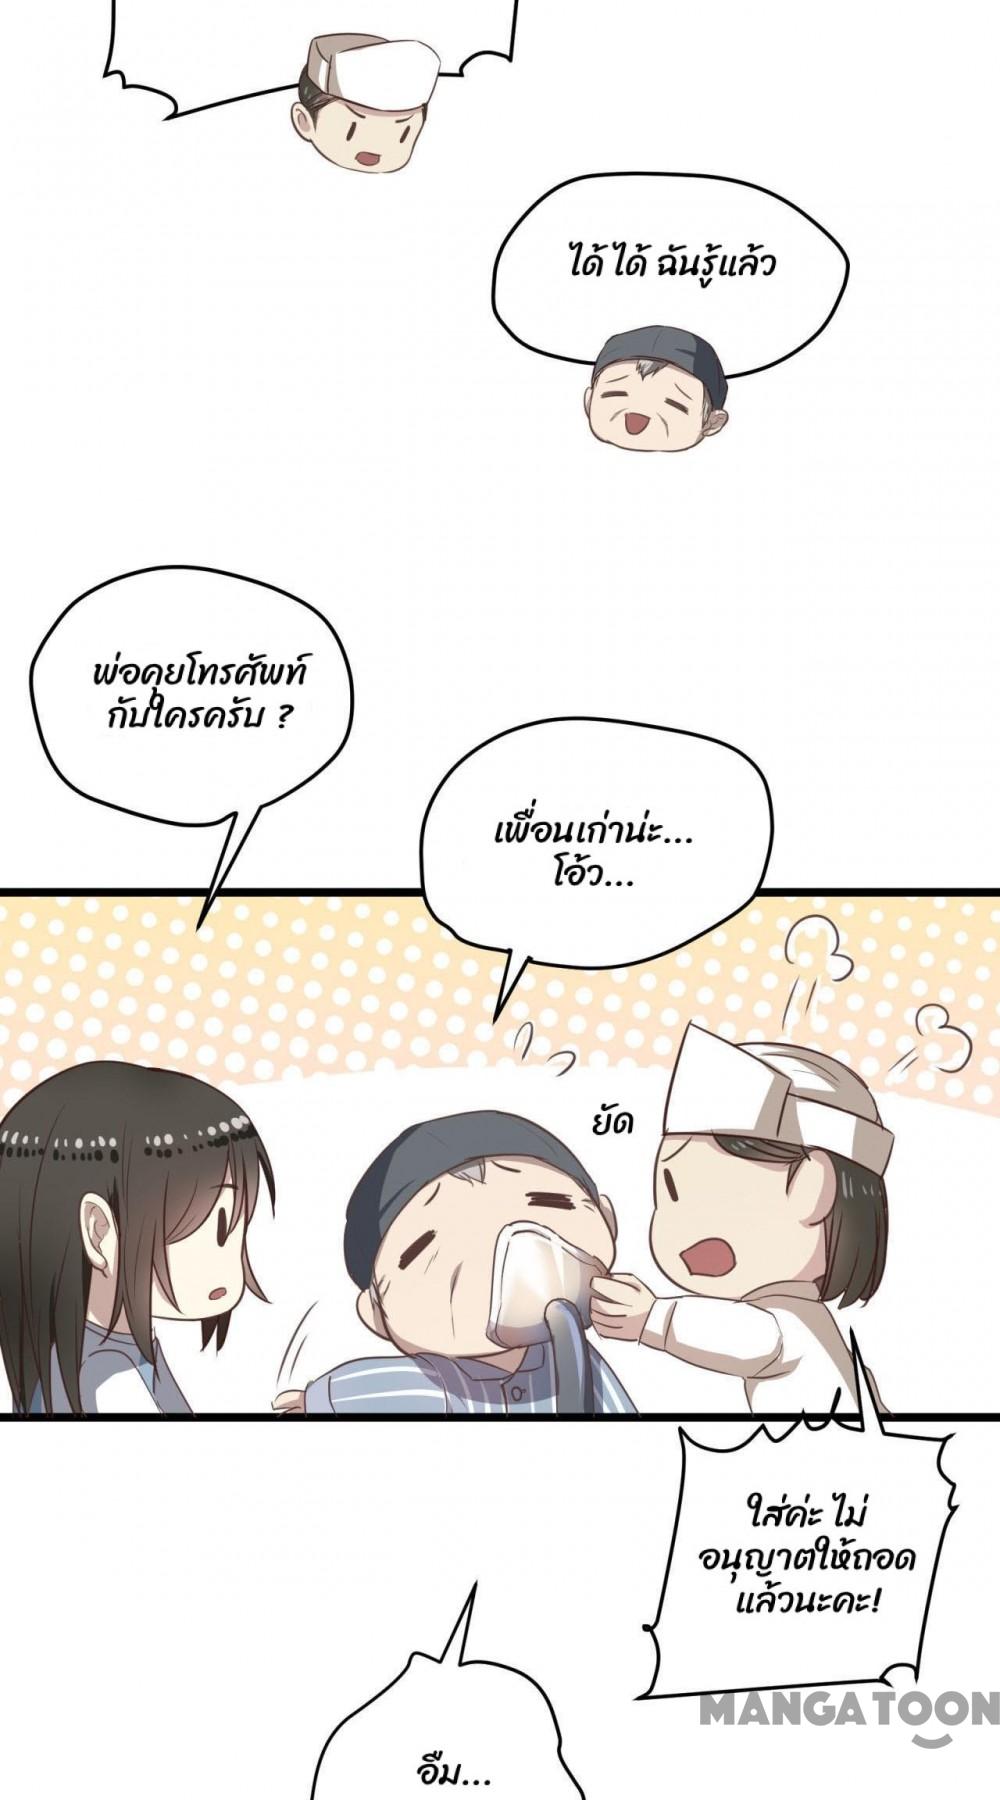 ได้ ได้ ฉันรู้แล้ว
พ่อคุยโทรศัพท์
กับใครครับ ?
เพื่อนเก่าน่ะ...
โอ้ว...
ยัด
ใส่ค่ะ ไม่
อนุญาตให้ถอด
แล้วนะคะ!
MANGATOON
อืม...